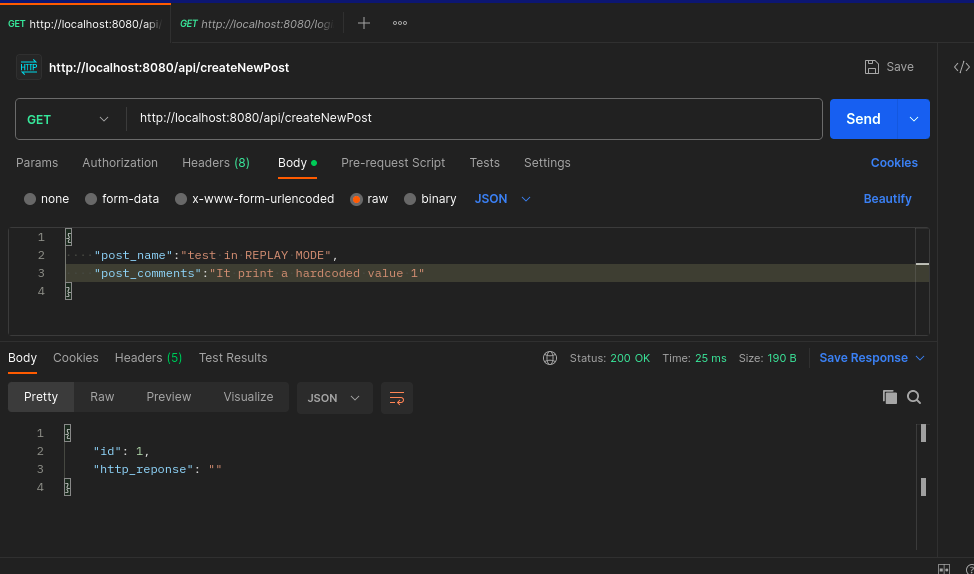 GET http://localhost:8080/api/
GET http://localhost:8080/log
HTTP http://localhost:8080/api/createNewPost
Save
GET http://localhost:8080/api/createNewPost
Send
Params Authorization Headers (8) Body Pre-request Script Tests Settings Cookies
none form-data x-www-form-urlencoded raw binary JSON Beautify
1 {
2 ····"post_name":"test·in·REPLAY·MODE",
3 "post_comments":"It print a hardcoded value 1"
4 }
Body Cookies Headers (5) Test Results Status: 200 OK Time: 25 ms Size: 190 B Save Response
Pretty Raw Preview Visualize JSON
1 {
2 "id": 1,
3 "http_reponse": ""
4 }